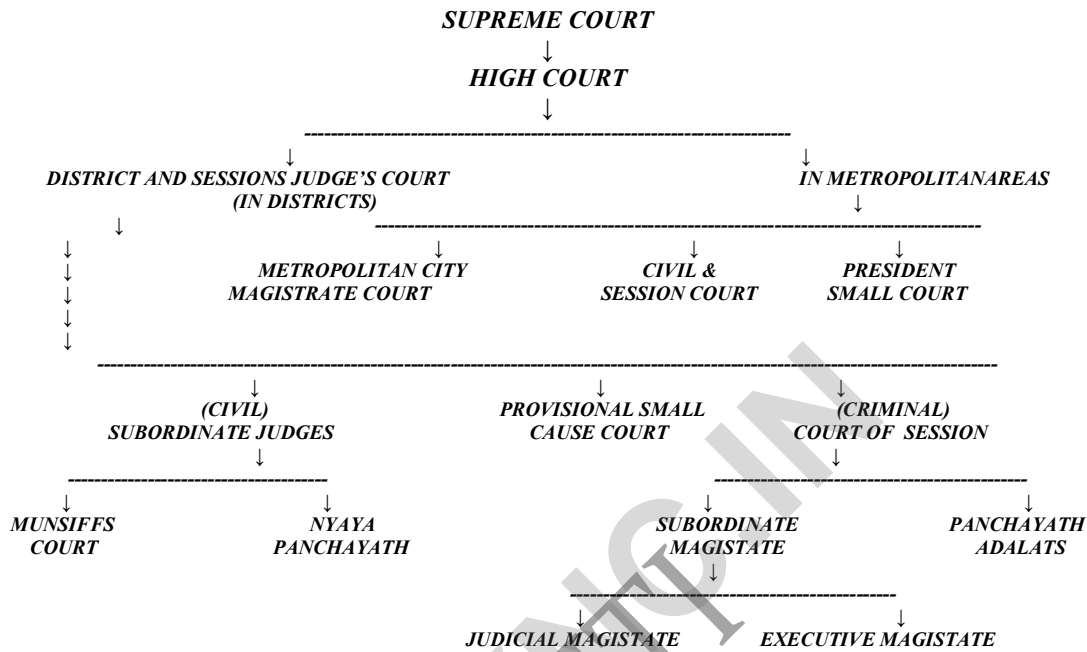 SUPREME COURT
↓
HIGH COURT
↓
↓ ↓
DISTRICT AND SESSIONS JUDGE'S COURT IN METROPOLITANAREAS
(IN DISTRICTS) ↓
↓
↓ ↓ ↓ ↓
↓ METROPOLITAN CITY CIVIL & PRESIDENT
↓ MAGISTRATE COURT SESSION COURT SMALL COURT
↓
↓
↓ ↓ ↓
(CIVIL) PROVISIONAL SMALL (CRIMINAL)
SUBORDINATE JUDGES CAUSE COURT COURT OF SESSION
↓ ↓
↓ ↓ ↓ ↓
MUNSIFFS NYAYA SUBORDINATE PANCHAYATH
COURT PANCHAYATH MAGISTATE ADALATS
↓
↓ ↓
JUDICIAL MAGISTATE EXECUTIVE MAGISTATE